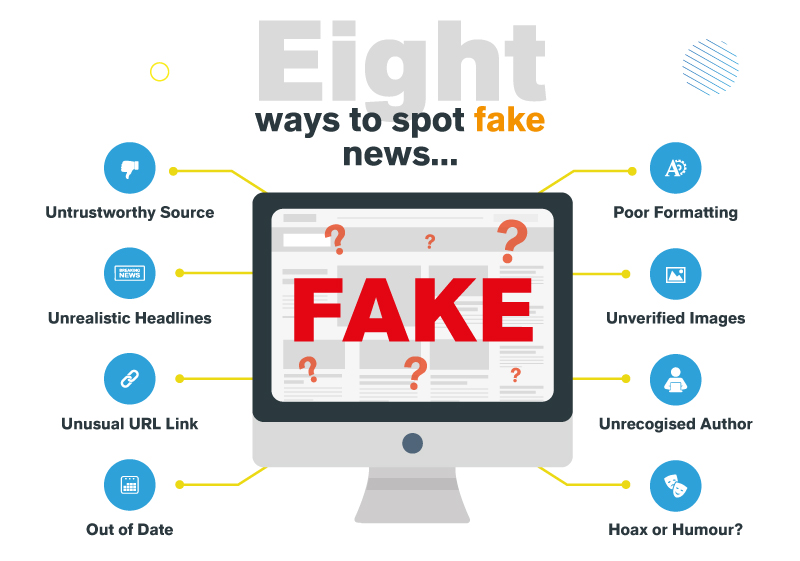 Eight
ways to spot fake
news...
Untrustworthy Source
BREAKING
NEWS
Unrealistic Headlines
Unusual URL Link
Out of Date
? ? ?
FAKE
? ? ?
A
Poor Formatting
Unverified Images
Unrecogised Author
Hoax or Humour?